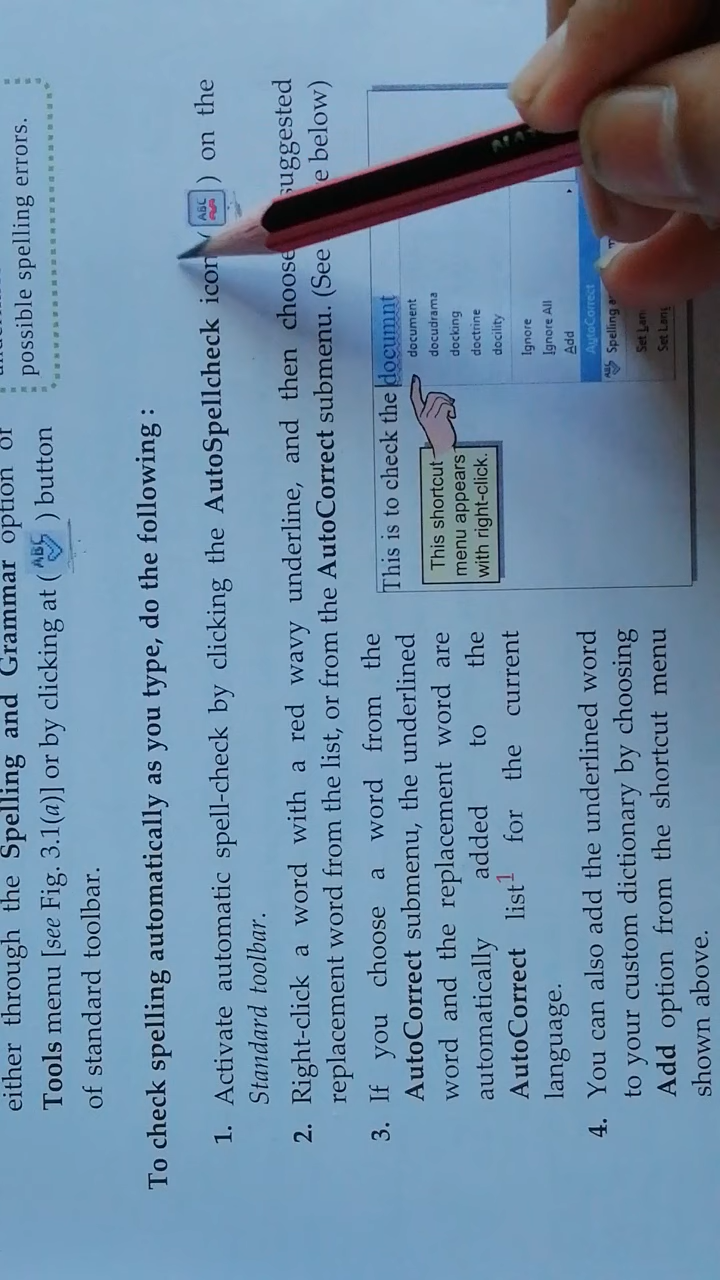 possible spelling errors.
either through the Spelling and Grammar option of
Tools menu [see Fig. 3.1(a)] or by clicking at ( ABC ) button
of standard toolbar.
To check spelling automatically as you type, do the following :
1. Activate automatic spell-check by clicking the AutoSpellcheck icon ( ABC ) on the
Standard toolbar.
2. Right-click a word with a red wavy underline, and then choose suggested
replacement word from the list, or from the AutoCorrect submenu. (See below)
3. If you choose a word from the
AutoCorrect submenu, the underlined
word and the replacement word are
automatically added to the
AutoCorrect list1 for the current
language.
4. You can also add the underlined word
to your custom dictionary by choosing
Add option from the shortcut menu
shown above.
This is to check the documnt
document
docudrama
docking
doctrine
docility
Ignore
Ignore All
Add
AutoCorrect
ABC Spelling
Set
Set
This shortcut
menu appears
with right-click.